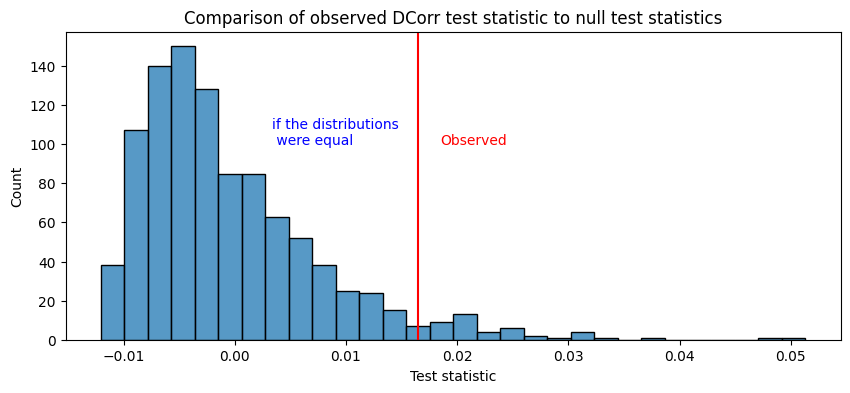 Comparison of observed DCorr test statistic to null test statistics
140
120
100
80
60
40
20
0
Count
if the distributions
were equal
Observed
−0.01
0.00
0.01
0.02
0.03
0.04
0.05
Test statistic